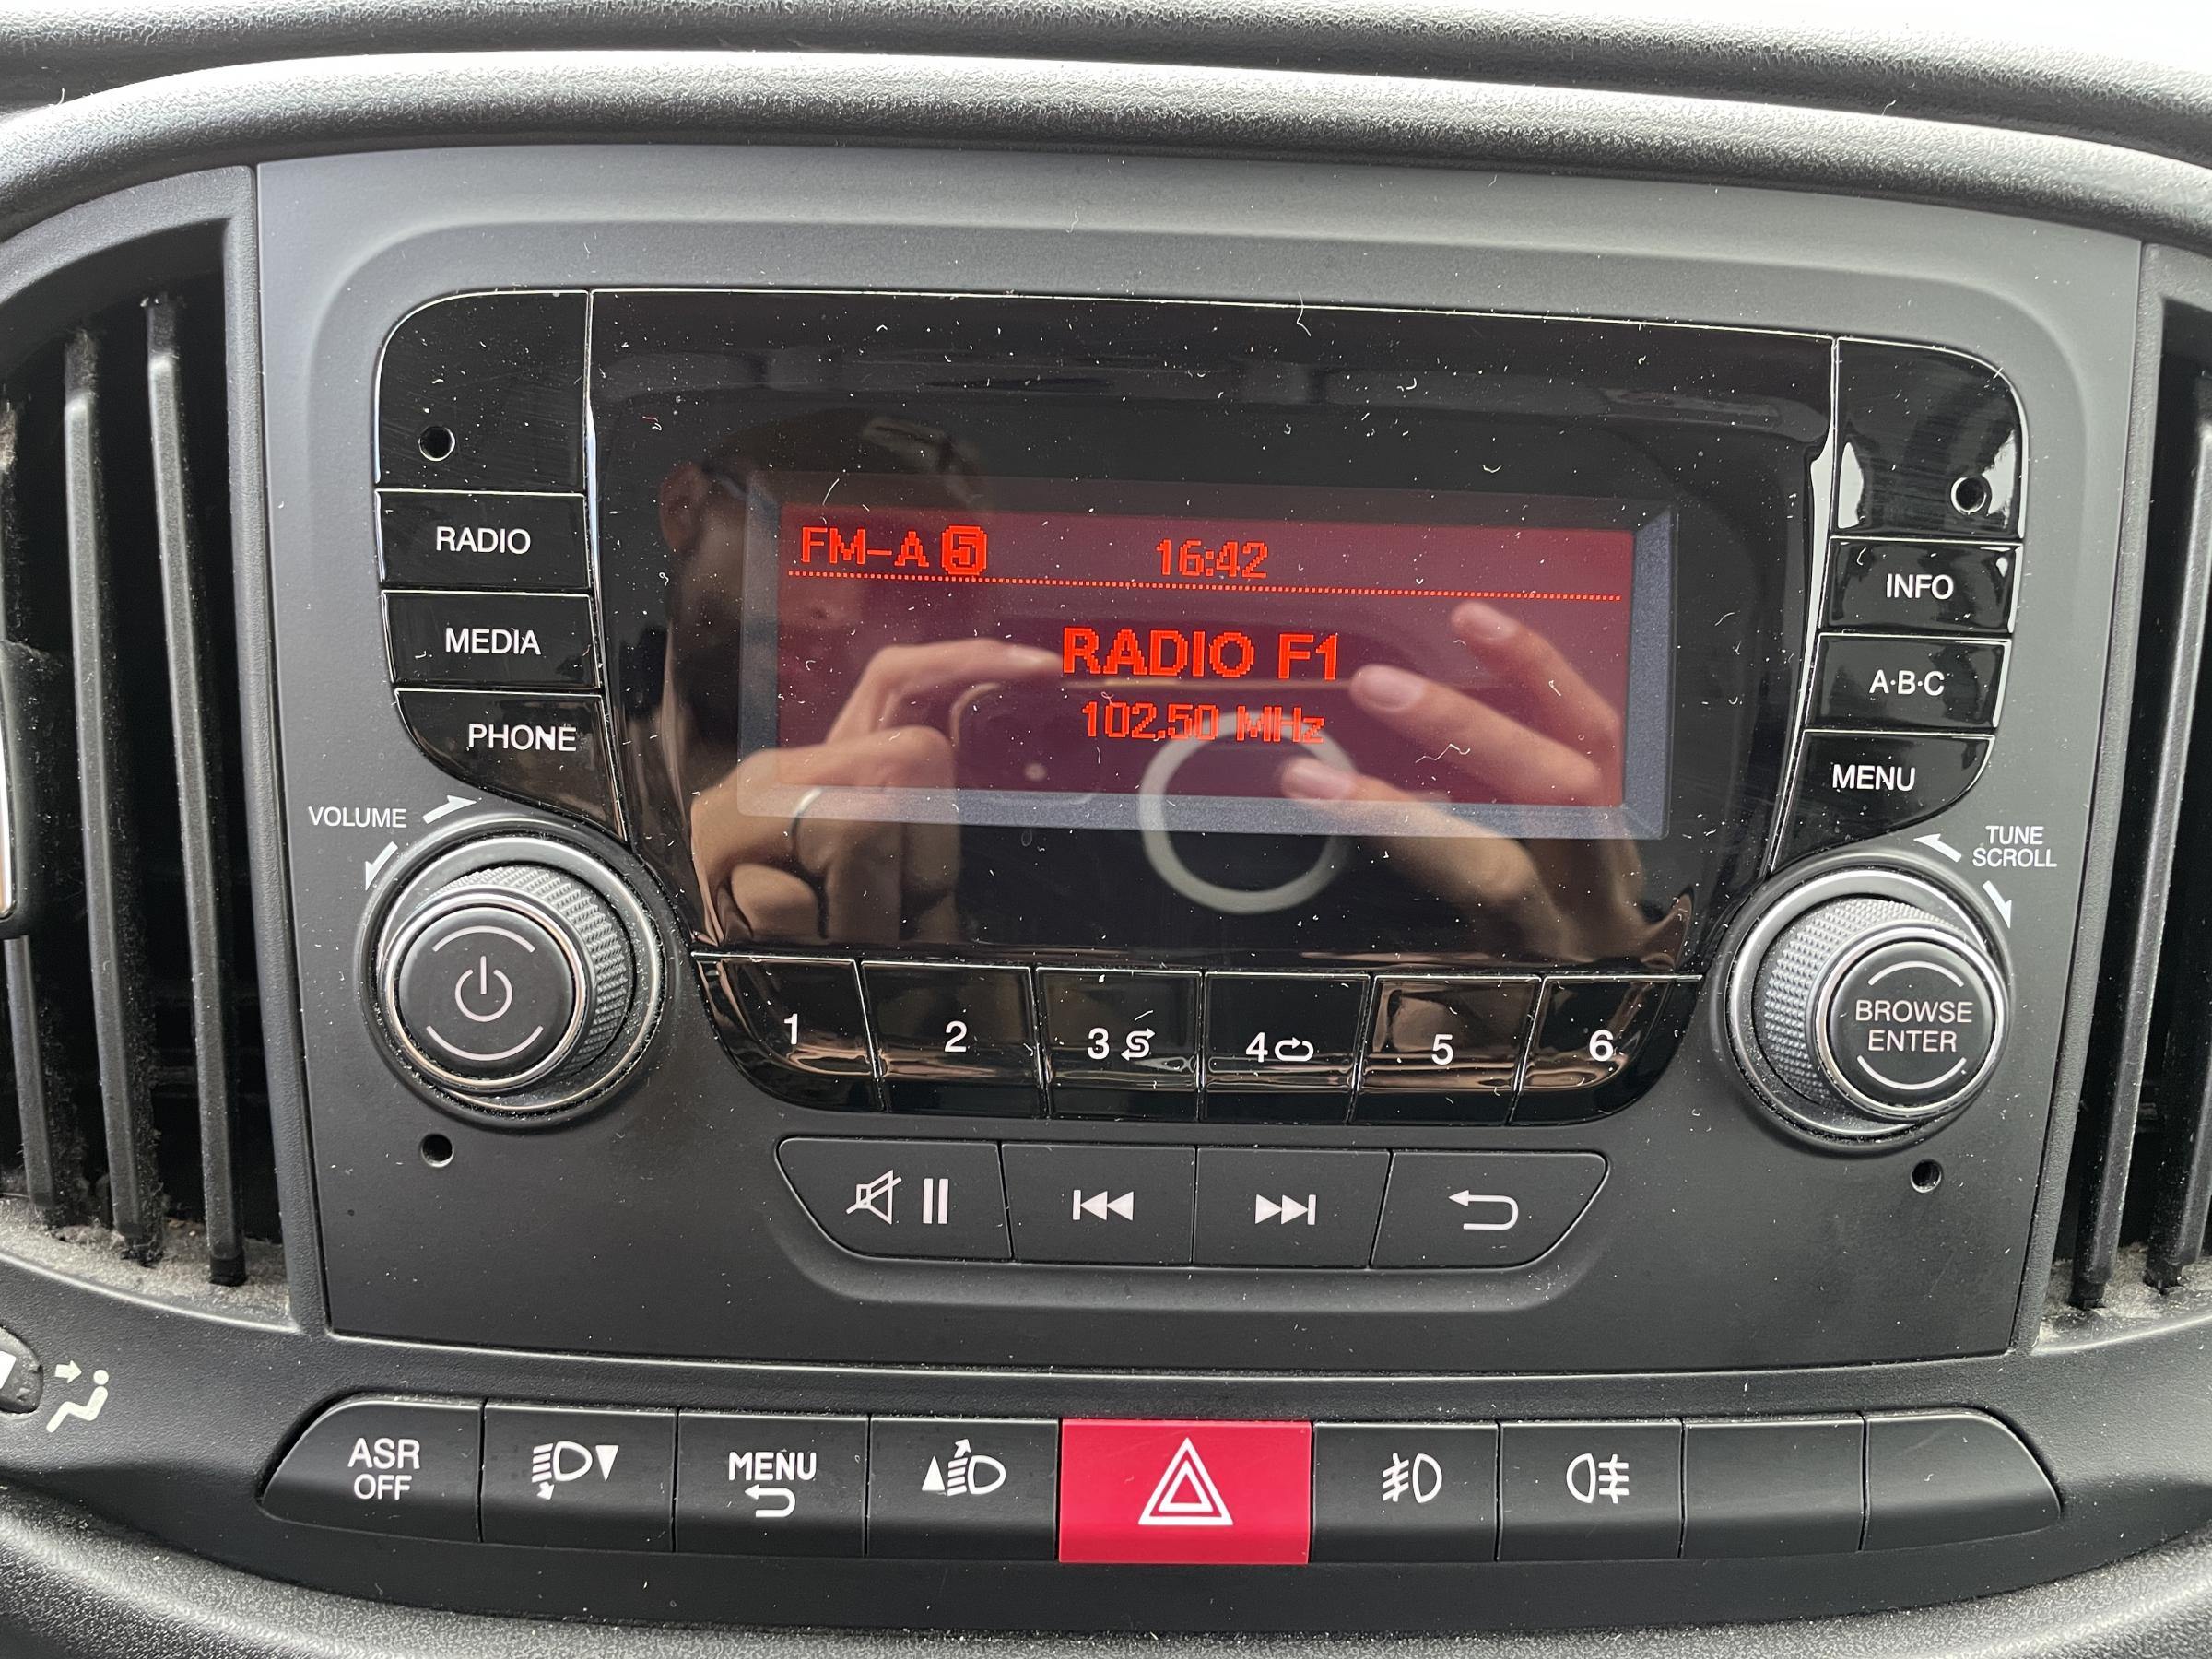 FM-A 5 16:42
RADIO F1
102.50 MHz
RADIO
MEDIA
PHONE
INFO
A·B·C
MENU
VOLUME
TUNE
SCROLL
BROWSE
ENTER
1 2 3 4 5 6
ASR
OFF
MENU